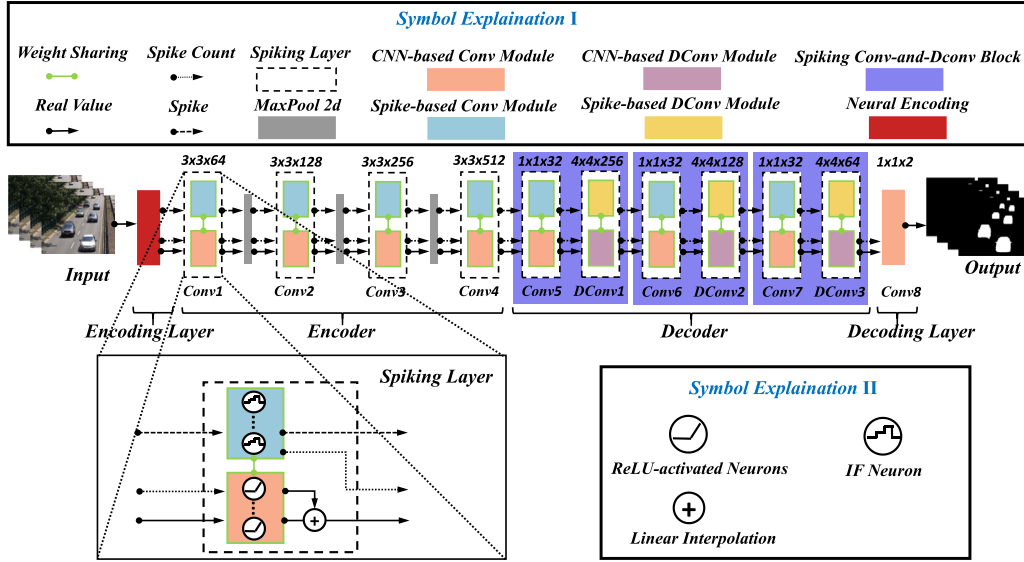 Symbol Explaination I
Weight Sharing
Spike Count
Spiking Layer
CNN-based Conv Module
CNN-based DConv Module
Spiking Conv-and-Dconv Block
Real Value
Spike
MaxPool 2d
Spike-based Conv Module
Spike-based DConv Module
Neural Encoding
3x3x64
3x3x128
3x3x256
3x3x512
1x1x32
4x4x256
1x1x32
4x4x128
1x1x32
4x4x64
1x1x2
Input
Output
Conv1
Conv2
Conv3
Conv4
Conv5
DConv1
Conv6
DConv2
Conv7
DConv3
Conv8
Encoding Layer
Encoder
Decoder
Decoding Layer
Spiking Layer
Symbol Explaination II
ReLU-activated Neurons
IF Neuron
Linear Interpolation